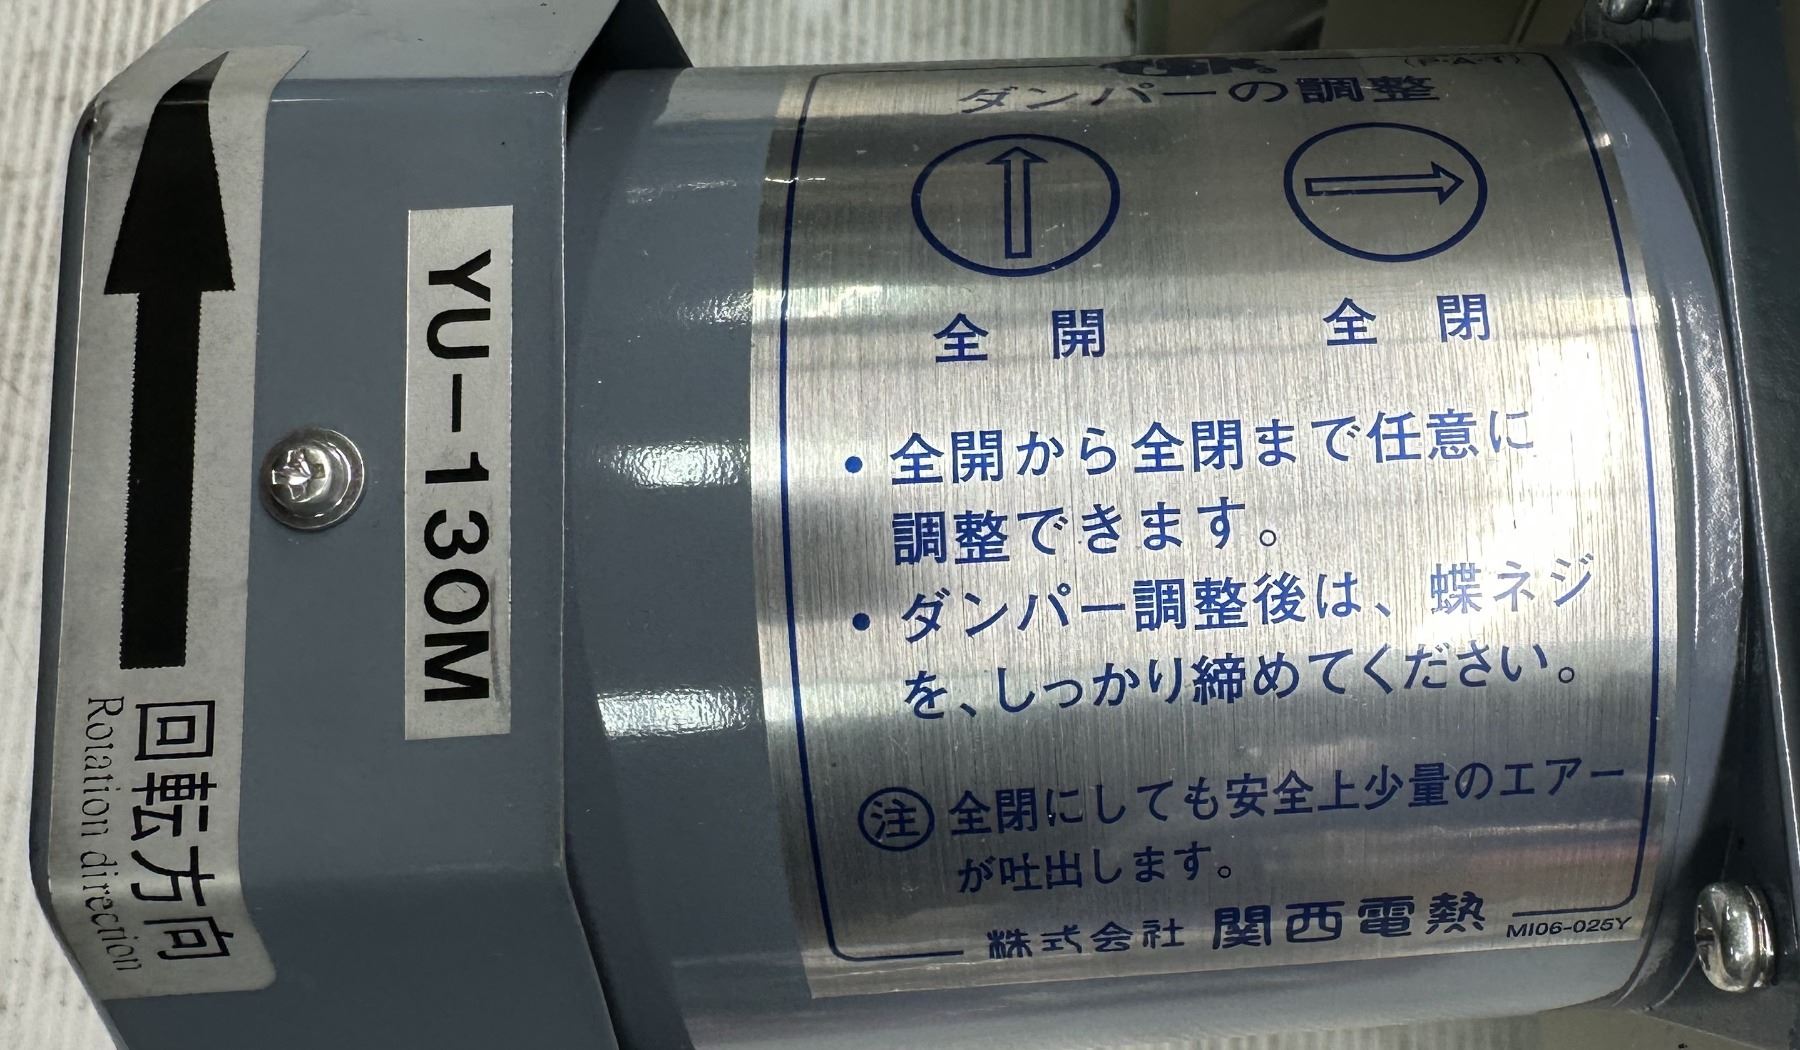 回転方向
Rotation direction
YU-130M
(P·A·T)
ダンパーの調整
全開
全閉
・全開から全閉まで任意に
調整できます。
・ダンパー調整後は、蝶ネジ
を、しっかり締めてください。
注 全閉にしても安全上少量のエアー
が吐出します。
株式会社 関西電熱
MI06-025Y